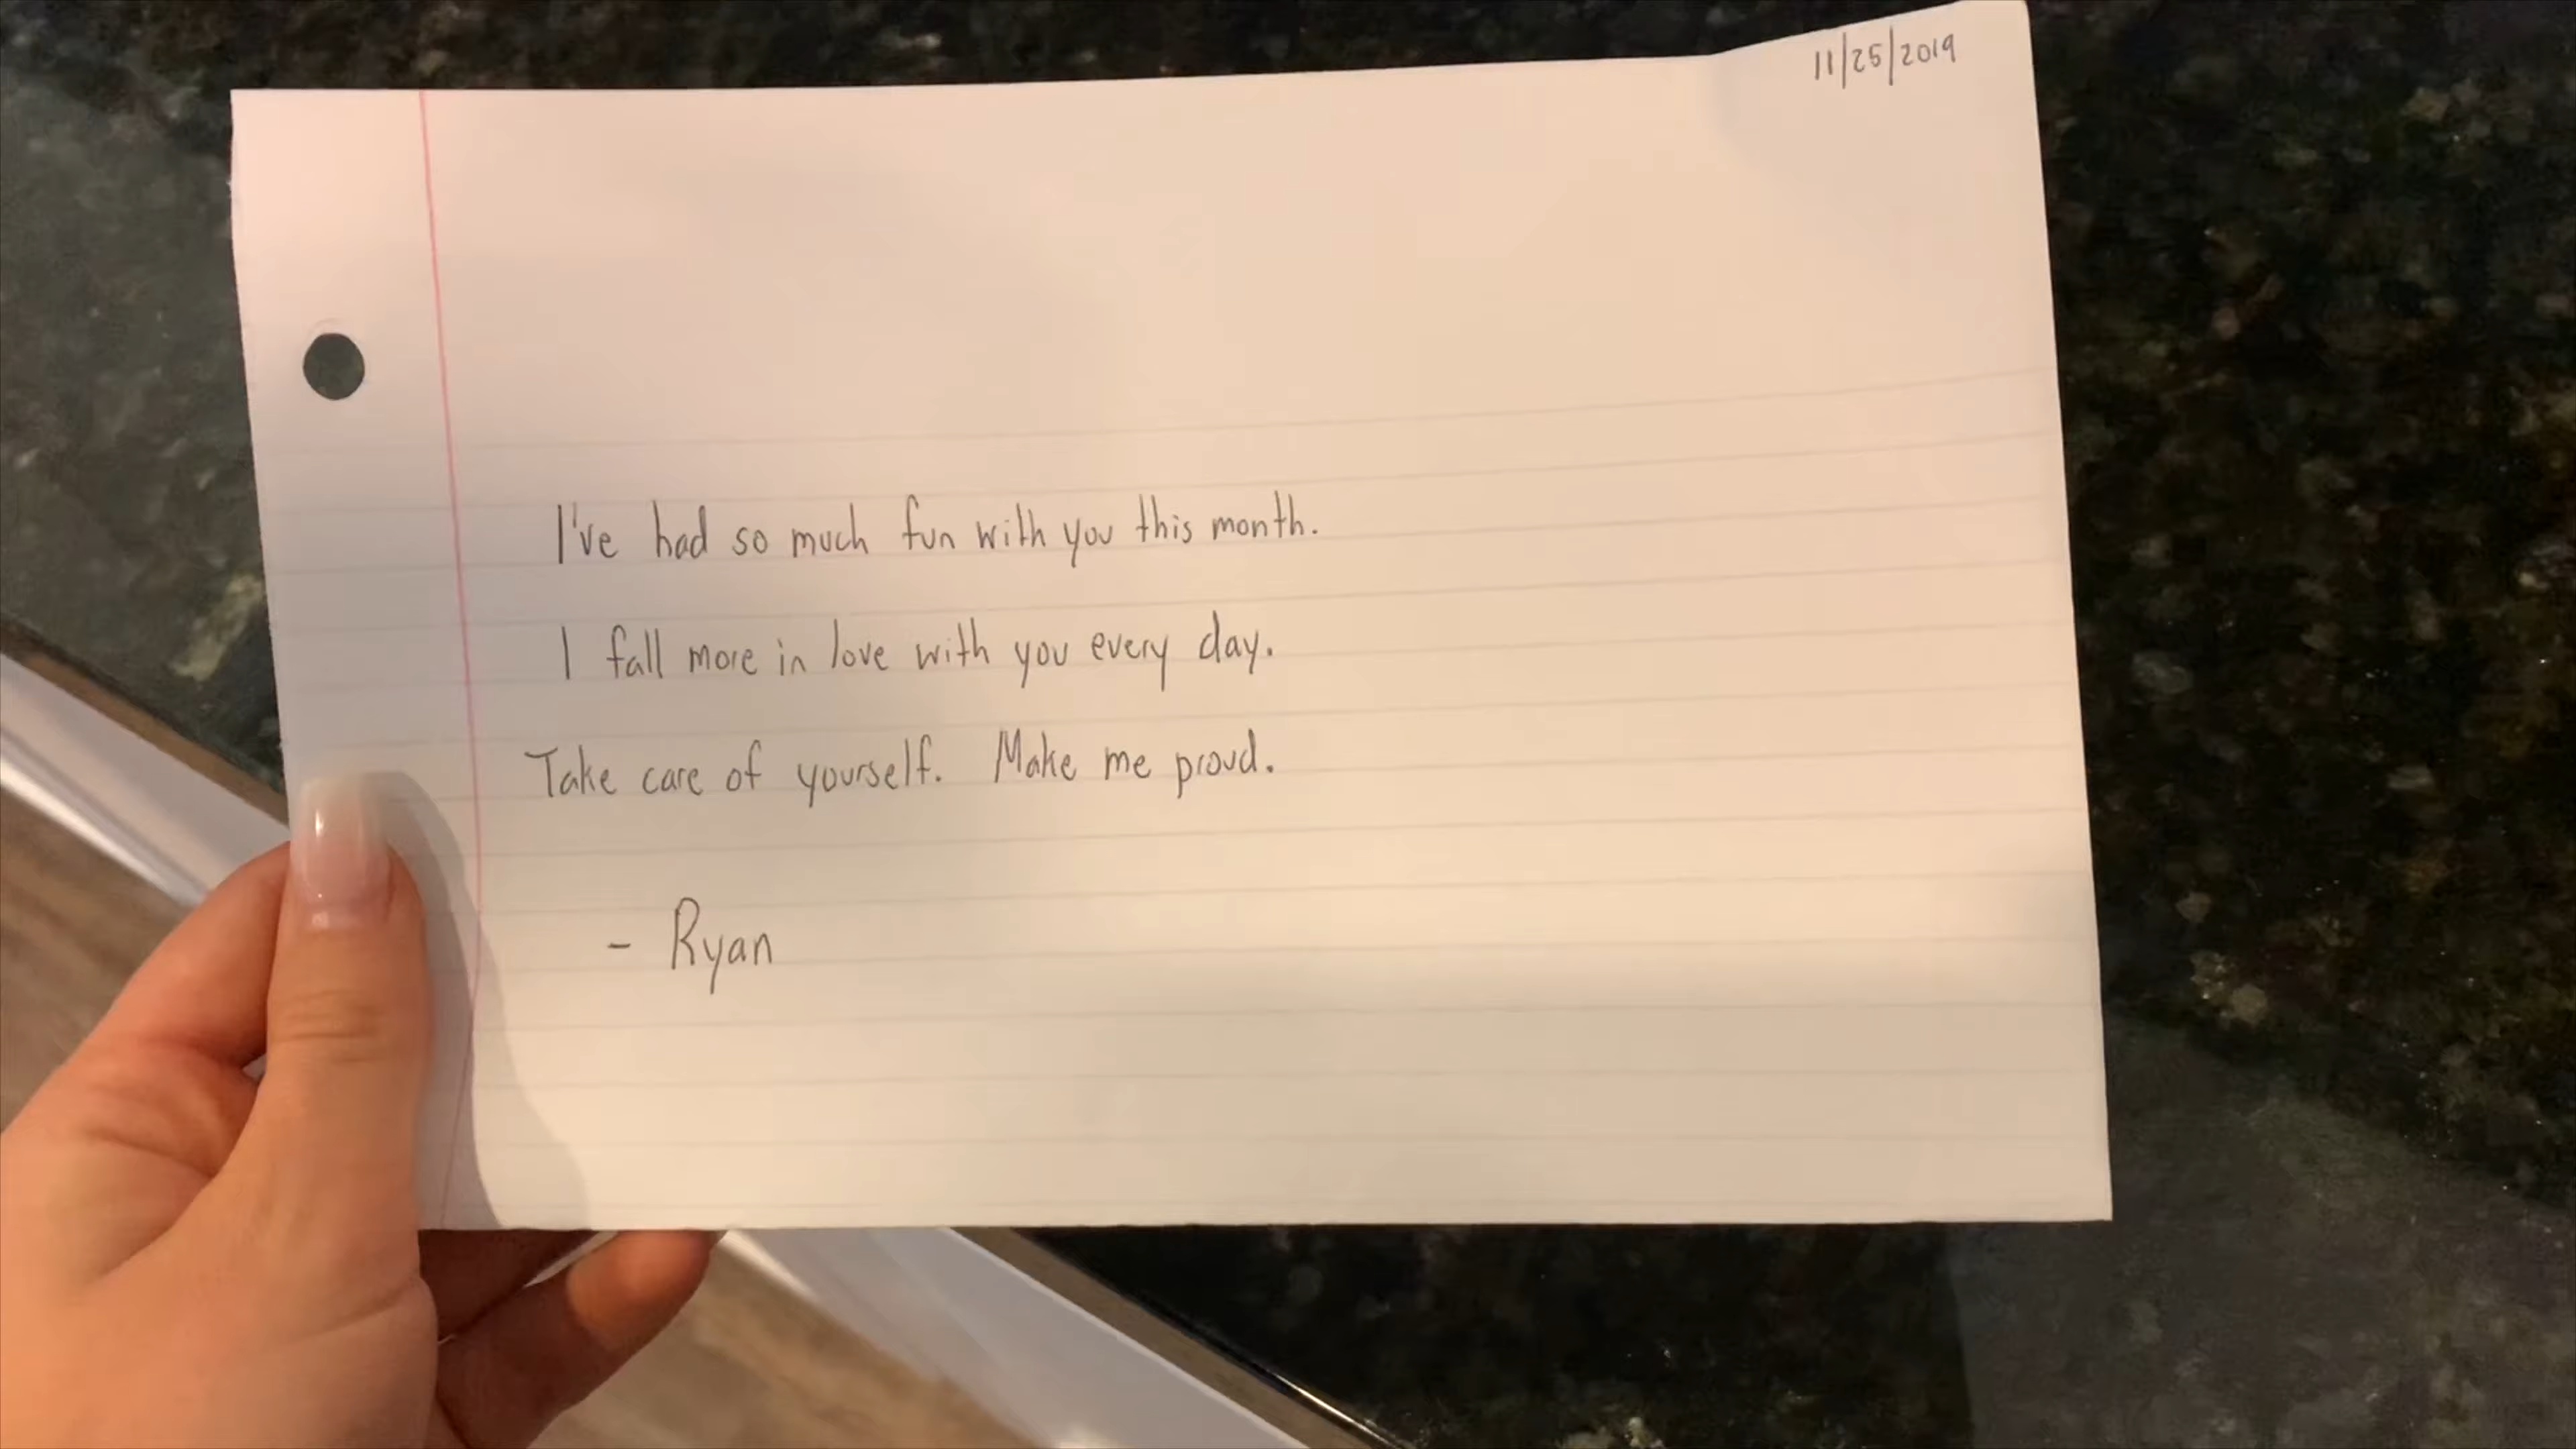 11/25/2019
I've had so much fun with you this month.
I fall more in love with you every day.
Take care of yourself. Make me proud.
- Ryan